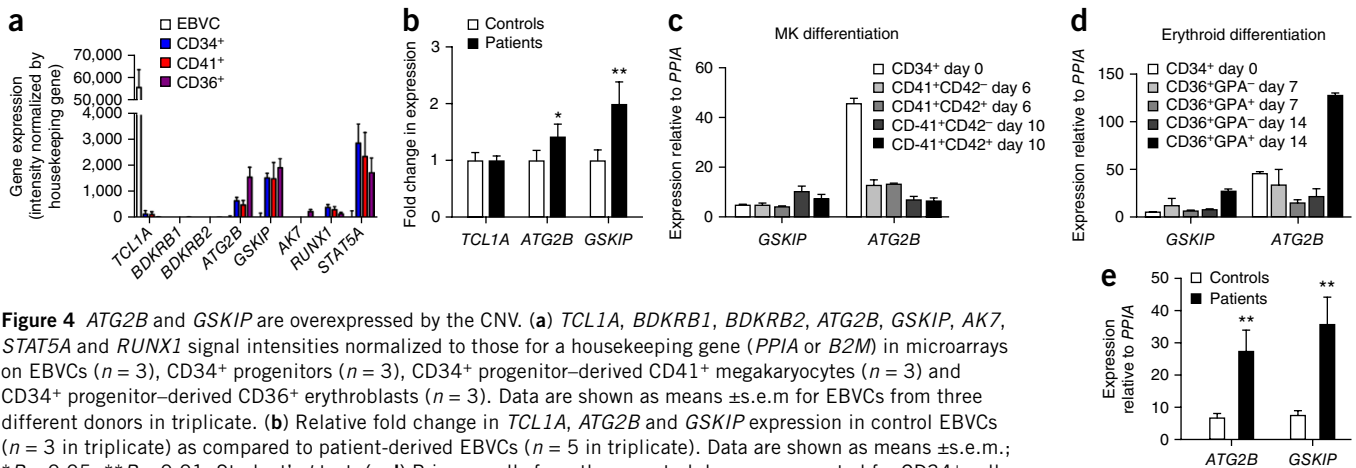 a
EBVC
CD34+
CD41+
CD36+
Gene expression
(intensity normalized by
housekeeping gene)
70,000
60,000
50,000
4,000
3,000
2,000
1,000
0
TCL1A
BDKRB1
BDKRB2
ATG2B
GSKIP
AK7
RUNX1
STAT5A
b
Controls
Patients
Fold change in expression
3
2
1
0
*
**
TCL1A
ATG2B
GSKIP
c
MK differentiation
Expression relative to PPIA
60
40
20
0
CD34+ day 0
CD41+CD42− day 6
CD41+CD42+ day 6
CD-41+CD42− day 10
CD-41+CD42+ day 10
GSKIP
ATG2B
d
Erythroid differentiation
Expression relative to PPIA
150
100
50
0
CD34+ day 0
CD36+GPA− day 7
CD36+GPA+ day 7
CD36+GPA− day 14
CD36+GPA+ day 14
GSKIP
ATG2B
e
Controls
Patients
Expression
relative to PPIA
50
40
30
20
10
0
**
**
ATG2B
GSKIP
Figure 4 ATG2B and GSKIP are overexpressed by the CNV. (a) TCL1A, BDKRB1, BDKRB2, ATG2B, GSKIP, AK7,
STAT5A and RUNX1 signal intensities normalized to those for a housekeeping gene (PPIA or B2M) in microarrays
on EBVCs (n = 3), CD34+ progenitors (n = 3), CD34+ progenitor–derived CD41+ megakaryocytes (n = 3) and
CD34+ progenitor–derived CD36+ erythroblasts (n = 3). Data are shown as means ±s.e.m for EBVCs from three
different donors in triplicate. (b) Relative fold change in TCL1A, ATG2B and GSKIP expression in control EBVCs
(n = 3 in triplicate) as compared to patient-derived EBVCs (n = 5 in triplicate). Data are shown as means ±s.e.m.;